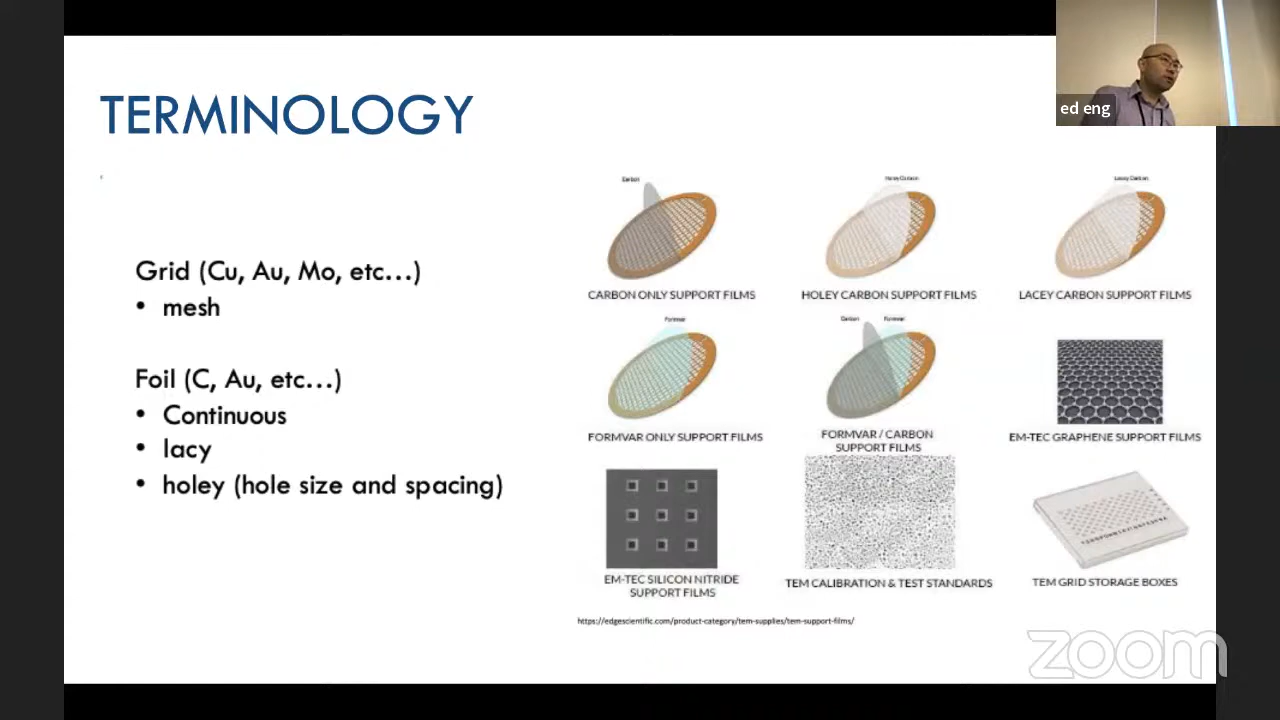 ed eng
TERMINOLOGY
Grid (Cu, Au, Mo, etc…)
• mesh
Foil (C, Au, etc…)
• Continuous
• lacy
• holey (hole size and spacing)
Carbon
Holey Carbon
Lacey Carbon
CARBON ONLY SUPPORT FILMS
HOLEY CARBON SUPPORT FILMS
LACEY CARBON SUPPORT FILMS
Formvar
Carbon
Formvar
FORMVAR ONLY SUPPORT FILMS
FORMVAR / CARBON
SUPPORT FILMS
EM-TEC GRAPHENE SUPPORT FILMS
EM-TEC SILICON NITRIDE
SUPPORT FILMS
TEM CALIBRATION & TEST STANDARDS
TEM GRID STORAGE BOXES
https://edgescientific.com/product-category/tem-supplies/tem-support-films/
zoom